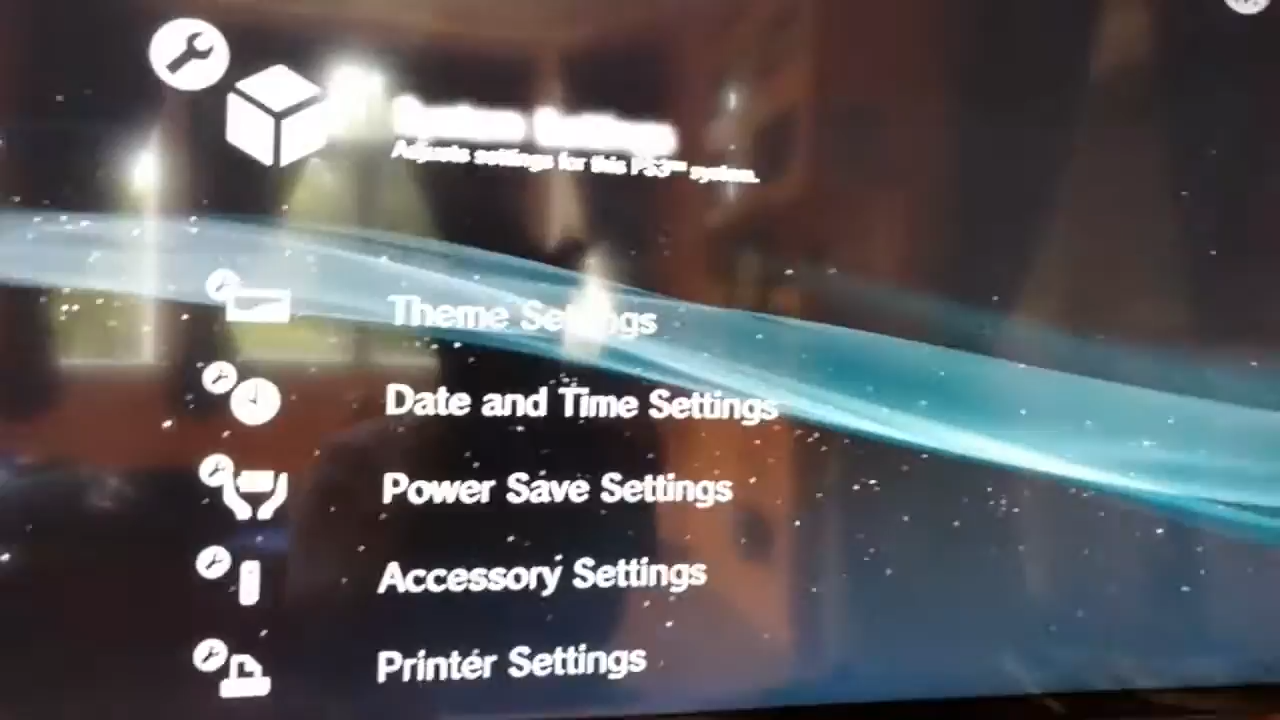 System Settings
Adjusts settings for this PS3™ system.
Theme Settings
Date and Time Settings
Power Save Settings
Accessory Settings
Printer Settings